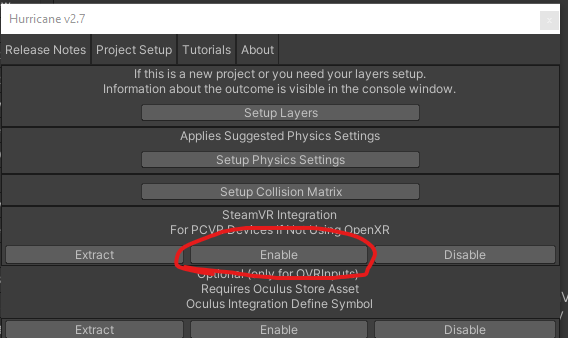 Hurricane v2.7
x
Release Notes Project Setup Tutorials About
If this is a new project or you need your layers setup.
Information about the outcome is visible in the console window.
Setup Layers
Applies Suggested Physics Settings
Setup Physics Settings
Setup Collision Matrix
SteamVR Integration
For PCVR Devices If Not Using OpenXR
Extract Enable Disable
Optional (only for OVRInputs)
Requires Oculus Store Asset
Oculus Integration Define Symbol
Extract Enable Disable